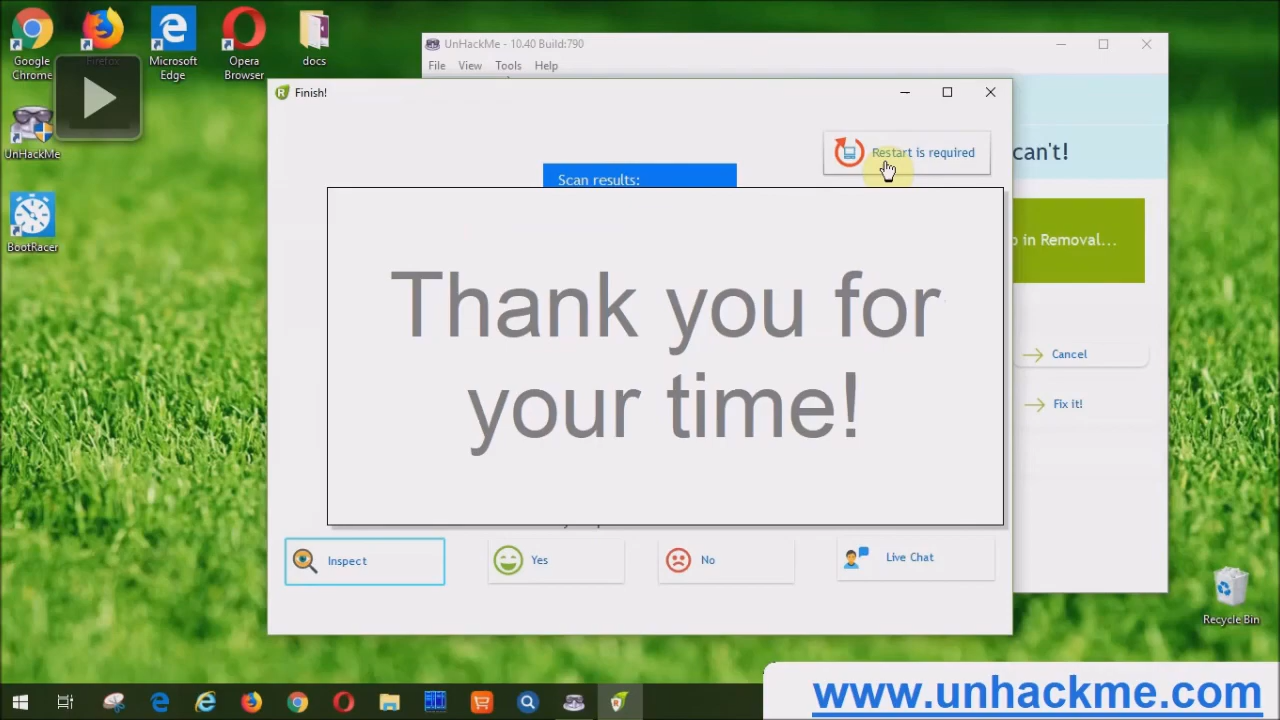 Google
Chrome
Firefox
Microsoft
Edge
Opera
Browser
docs
UnHackMe
BootRacer
UnHackMe - 10.40 Build:790
File View Tools Help
Finish!
Restart is required
can't!
Scan results:
in Removal...
Thank you for
your time!
Cancel
Fix it!
Inspect
Yes
No
Live Chat
Recycle Bin
www.unhackme.com